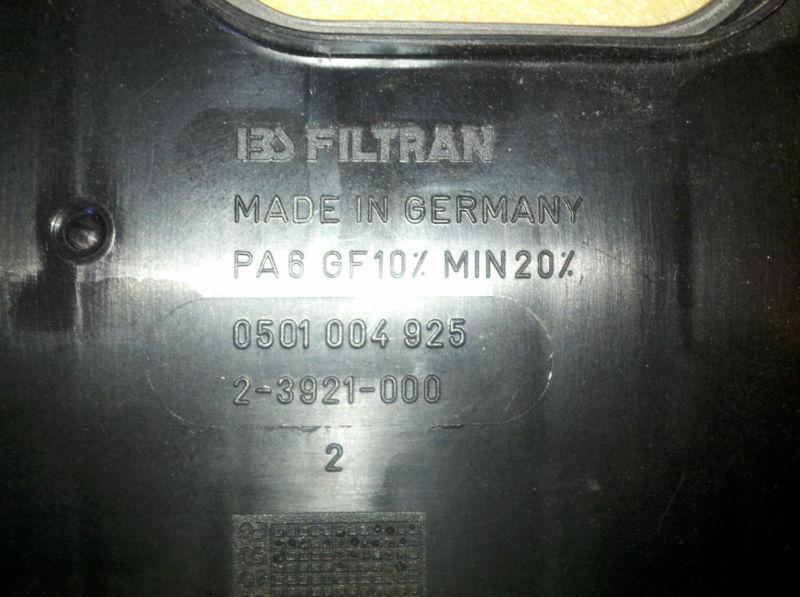 IBS FILTRAN
MADE IN GERMANY
PA6 GF10% MIN20%
0501 004 925
2-3921-000
2